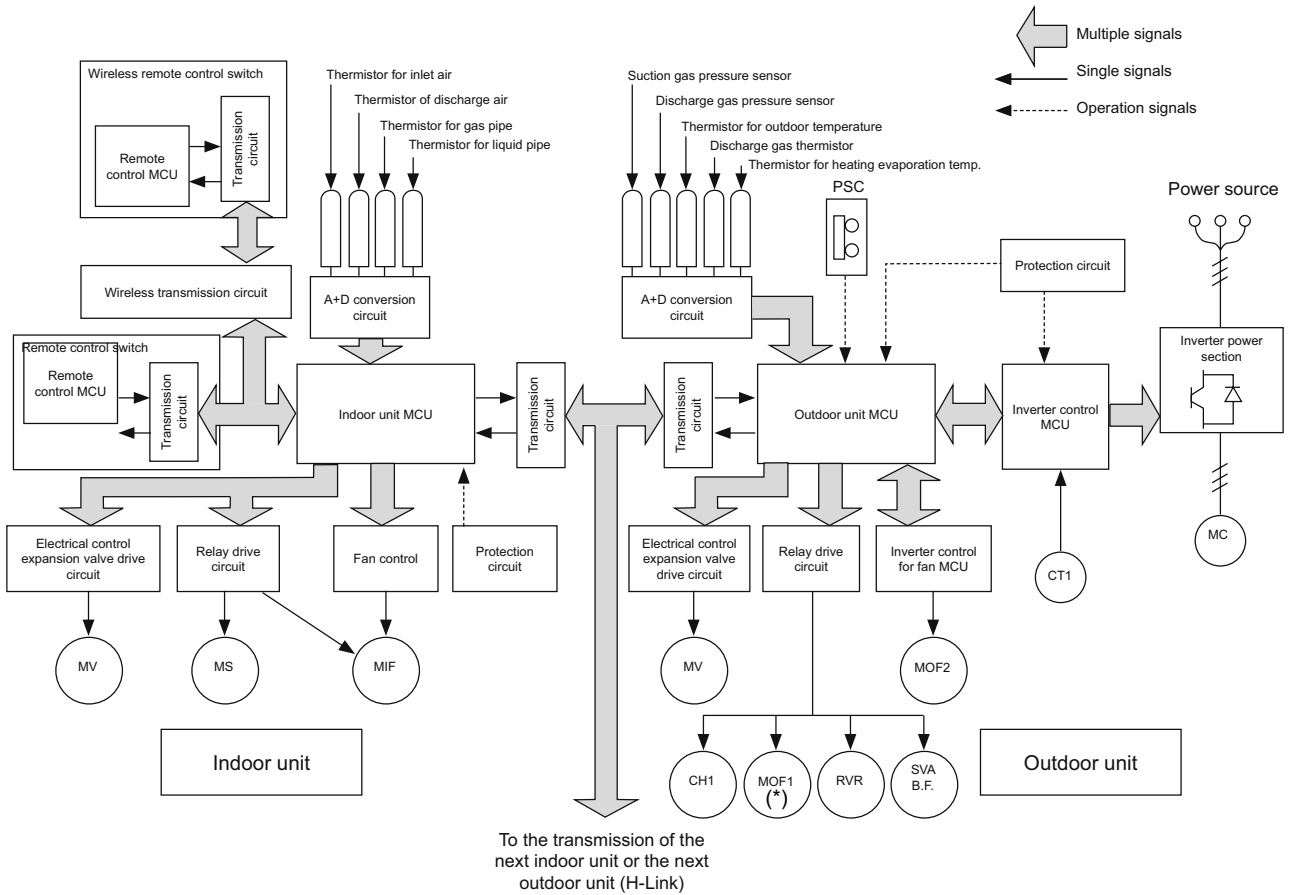 Multiple signals
Single signals
Operation signals
Wireless remote control switch
Remote
control MCU
Transmission
circuit
Thermistor for inlet air
Thermistor of discharge air
Thermistor for gas pipe
Thermistor for liquid pipe
Suction gas pressure sensor
Discharge gas pressure sensor
Thermistor for outdoor temperature
Discharge gas thermistor
Thermistor for heating evaporation temp.
PSC
Power source
Wireless transmission circuit
A+D conversion
circuit
A+D conversion
circuit
Protection circuit
Remote control switch
Remote
control MCU
Transmission
circuit
Indoor unit MCU
Transmission
circuit
Transmission
circuit
Outdoor unit MCU
Inverter control
MCU
Inverter power
section
Electrical control
expansion valve drive
circuit
Relay drive
circuit
Fan control
Protection
circuit
Electrical control
expansion valve
drive circuit
Relay drive
circuit
Inverter control
for fan MCU
CT1
MC
MV
MS
MIF
MV
MOF2
CH1
MOF1
(*)
RVR
SVA
B.F.
Indoor unit
Outdoor unit
To the transmission of the
next indoor unit or the next
outdoor unit (H-Link)